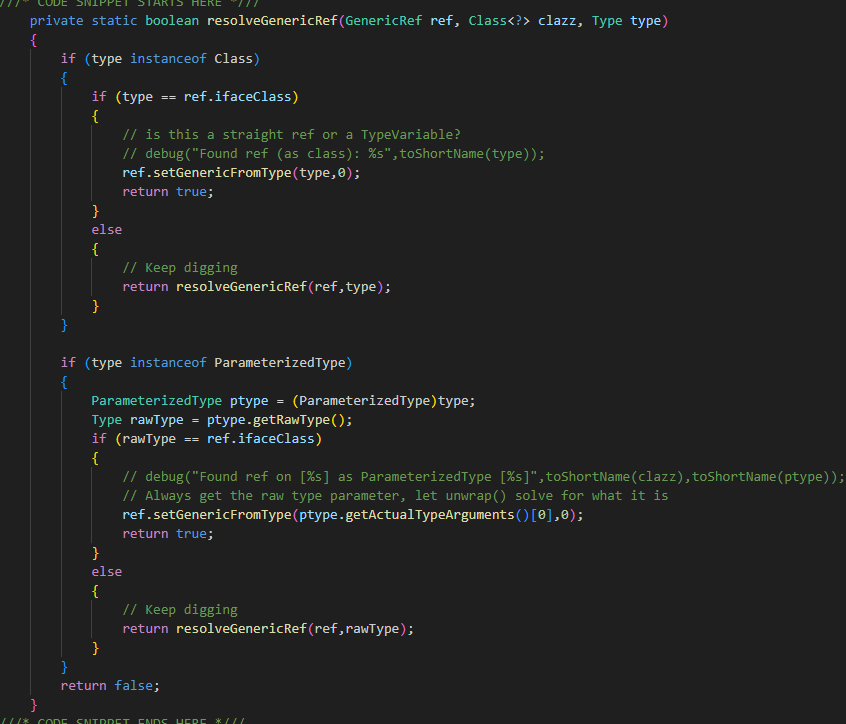 ///* CODE SNIPPET STARTS HERE *///
private static boolean resolveGenericRef(GenericRef ref, Class<?> clazz, Type type)
{
if (type instanceof Class)
{
if (type == ref.ifaceClass)
{
// is this a straight ref or a TypeVariable?
// debug("Found ref (as class): %s",toShortName(type));
ref.setGenericFromType(type,0);
return true;
}
else
{
// Keep digging
return resolveGenericRef(ref,type);
}
}
if (type instanceof ParameterizedType)
{
ParameterizedType ptype = (ParameterizedType)type;
Type rawType = ptype.getRawType();
if (rawType == ref.ifaceClass)
{
// debug("Found ref on [%s] as ParameterizedType [%s]",toShortName(clazz),toShortName(ptype));
// Always get the raw type parameter, let unwrap() solve for what it is
ref.setGenericFromType(ptype.getActualTypeArguments()[0],0);
return true;
}
else
{
// Keep digging
return resolveGenericRef(ref,rawType);
}
}
return false;
}
///* CODE SNIPPET ENDS HERE *///